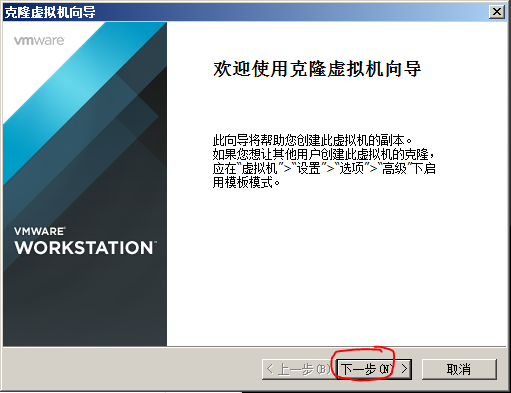 克隆虚拟机向导
vmware
欢迎使用克隆虚拟机向导
此向导将帮助您创建此虚拟机的副本。
如果您想让其他用户创建此虚拟机的克隆，
应在“虚拟机”>“设置”>“选项”>“高级”下启
用模板模式。
VMWARE®
WORKSTATION™
< 上一步(B)
下一步(N) >
取消